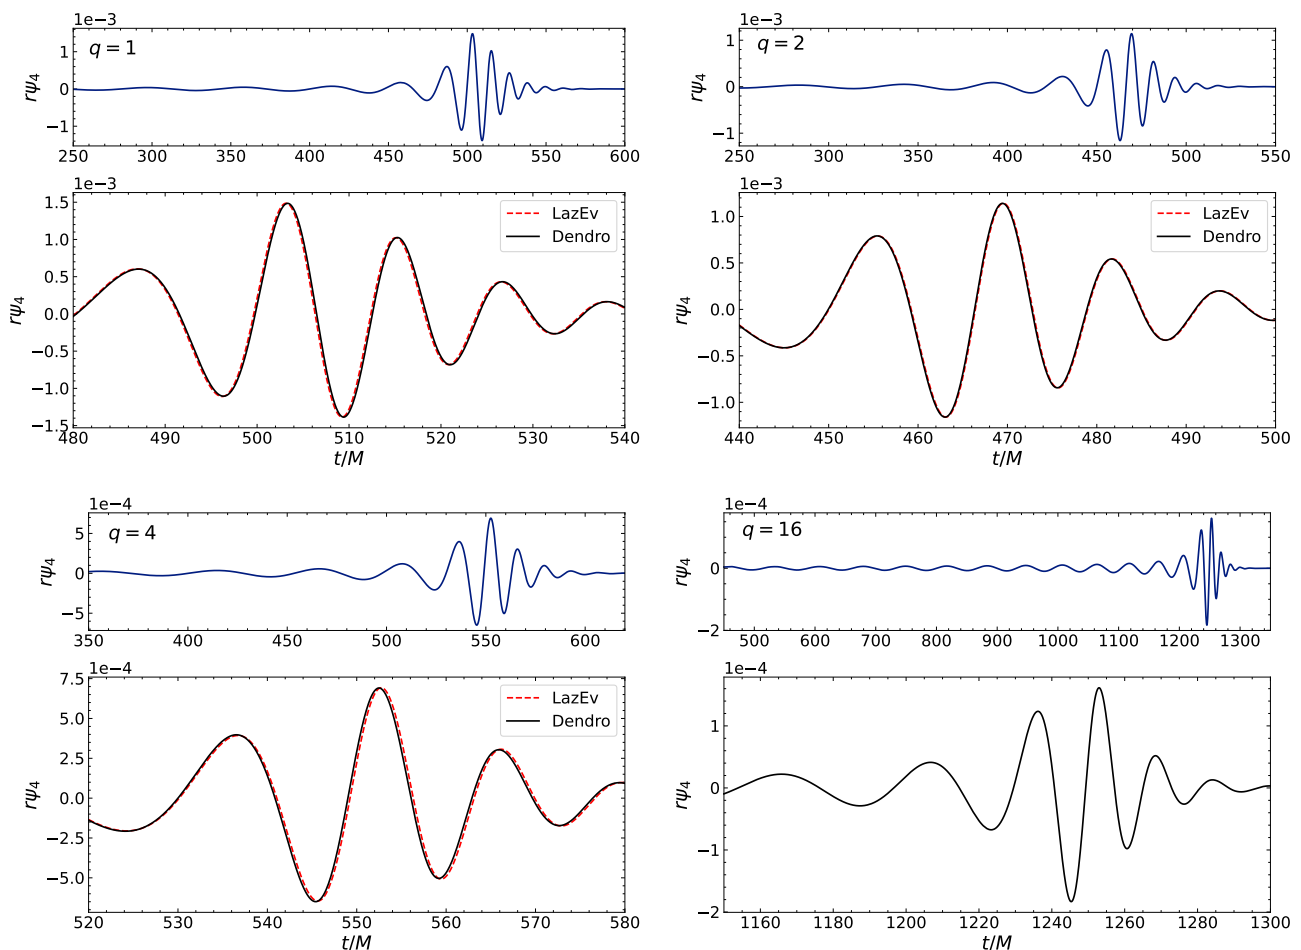 1e−3
q = 1
1
0
−1
rψ4
250 300 350 400 450 500 550 600
1e−3
1.5
1.0
0.5
0.0
−0.5
−1.0
−1.5
rψ4
LazEv
Dendro
480 490 500 510 520 530 540
t/M
1e−3
q = 2
1
0
−1
rψ4
250 300 350 400 450 500 550
1e−3
1.0
0.5
0.0
−0.5
−1.0
rψ4
LazEv
Dendro
440 450 460 470 480 490 500
t/M
1e−4
q = 4
5
0
−5
rψ4
350 400 450 500 550 600
1e−4
7.5
5.0
2.5
0.0
−2.5
−5.0
rψ4
LazEv
Dendro
520 530 540 550 560 570 580
t/M
1e−4
q = 16
0
−2
rψ4
500 600 700 800 900 1000 1100 1200 1300
1e−4
1
0
−1
−2
rψ4
1160 1180 1200 1220 1240 1260 1280 1300
t/M